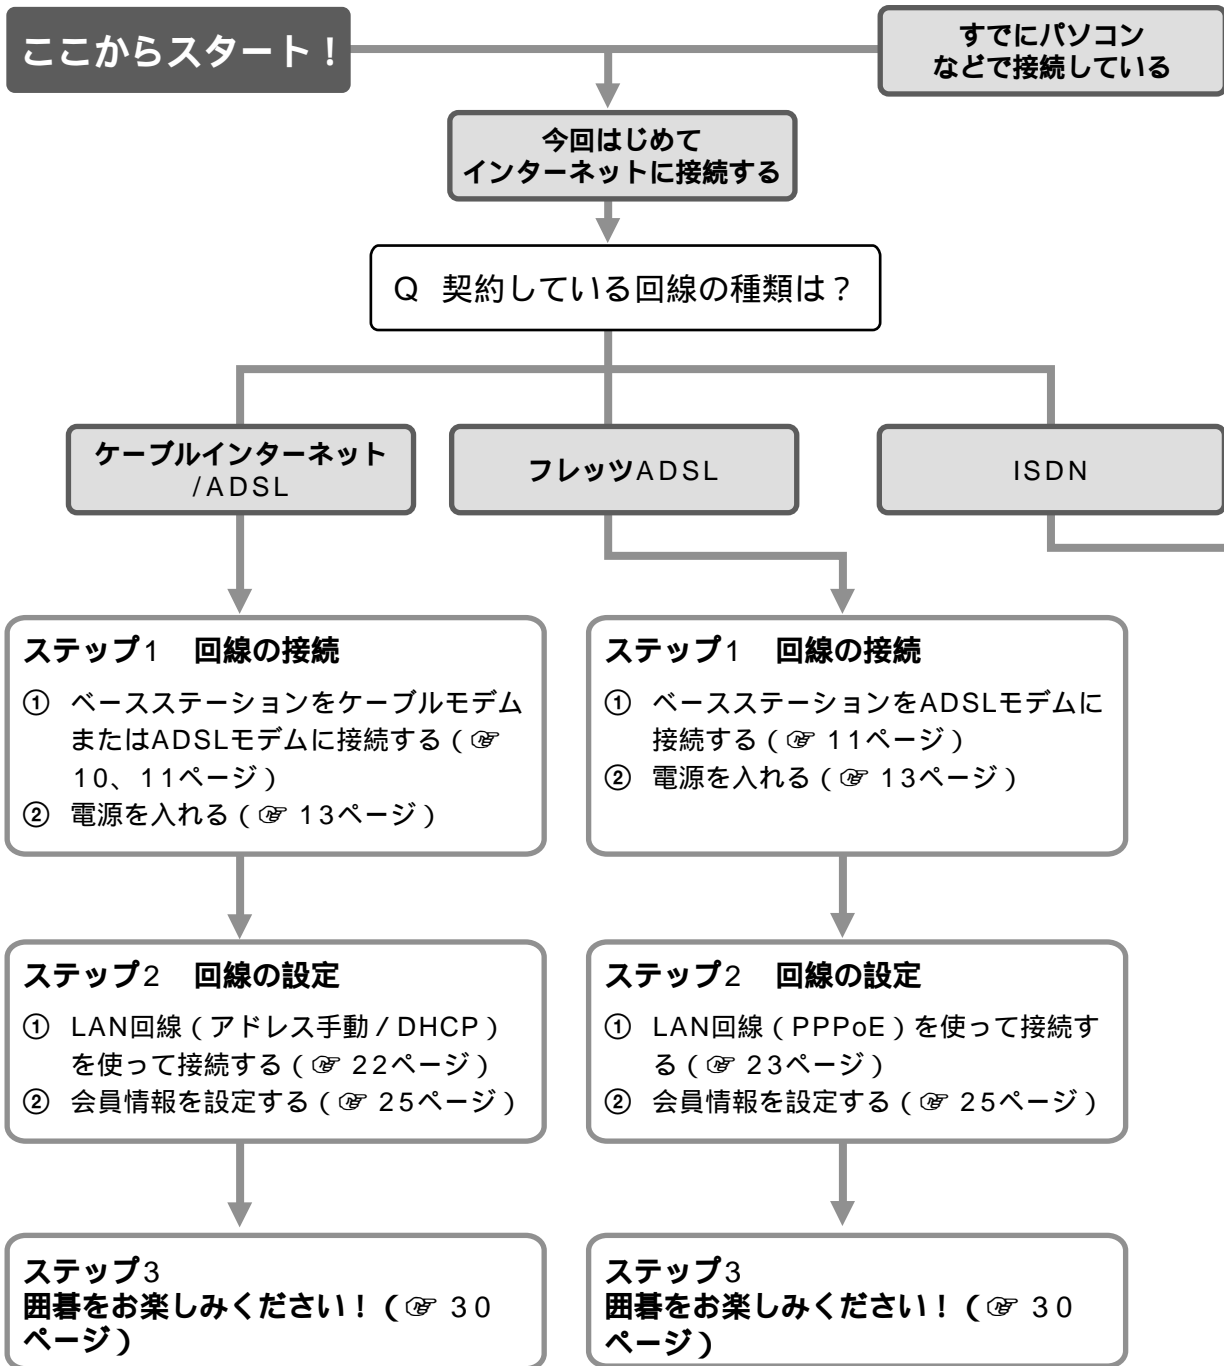 ここからスタート！
すでにパソコン
などで接続している
今回はじめて
インターネットに接続する
Q 契約している回線の種類は？
ケーブルインターネット
/ADSL
フレッツADSL
ISDN
ステップ1　回線の接続
① ベースステーションをケーブルモデム
またはADSLモデムに接続する（☞
10、11ページ）
② 電源を入れる（☞ 13ページ）
ステップ1　回線の接続
① ベースステーションをADSLモデムに
接続する（☞ 11ページ）
② 電源を入れる（☞ 13ページ）
ステップ2　回線の設定
① LAN回線（アドレス手動／DHCP）
を使って接続する（☞ 22ページ）
② 会員情報を設定する（☞ 25ページ）
ステップ2　回線の設定
① LAN回線（PPPoE）を使って接続す
る（☞ 23ページ）
② 会員情報を設定する（☞ 25ページ）
ステップ3
囲碁をお楽しみください！（☞ 30
ページ）
ステップ3
囲碁をお楽しみください！（☞ 30
ページ）